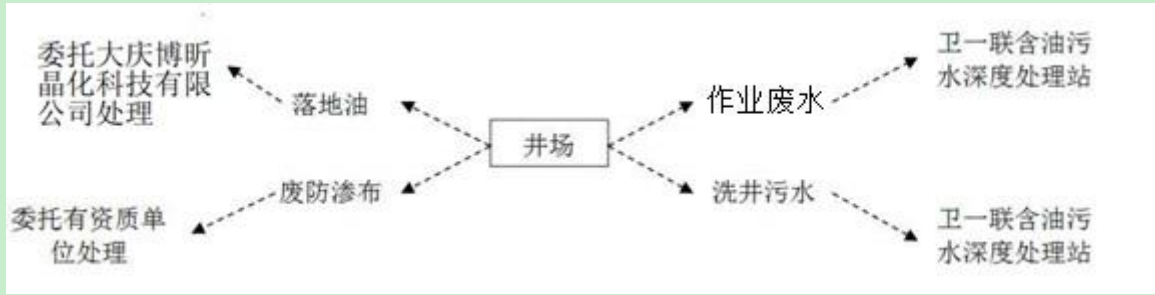 委托大庆博昕
晶化科技有限
公司处理
落地油
废防渗布
委托有资质单
位处理
井场
作业废水
洗井污水
卫一联含油污
水深度处理站
卫一联含油污
水深度处理站